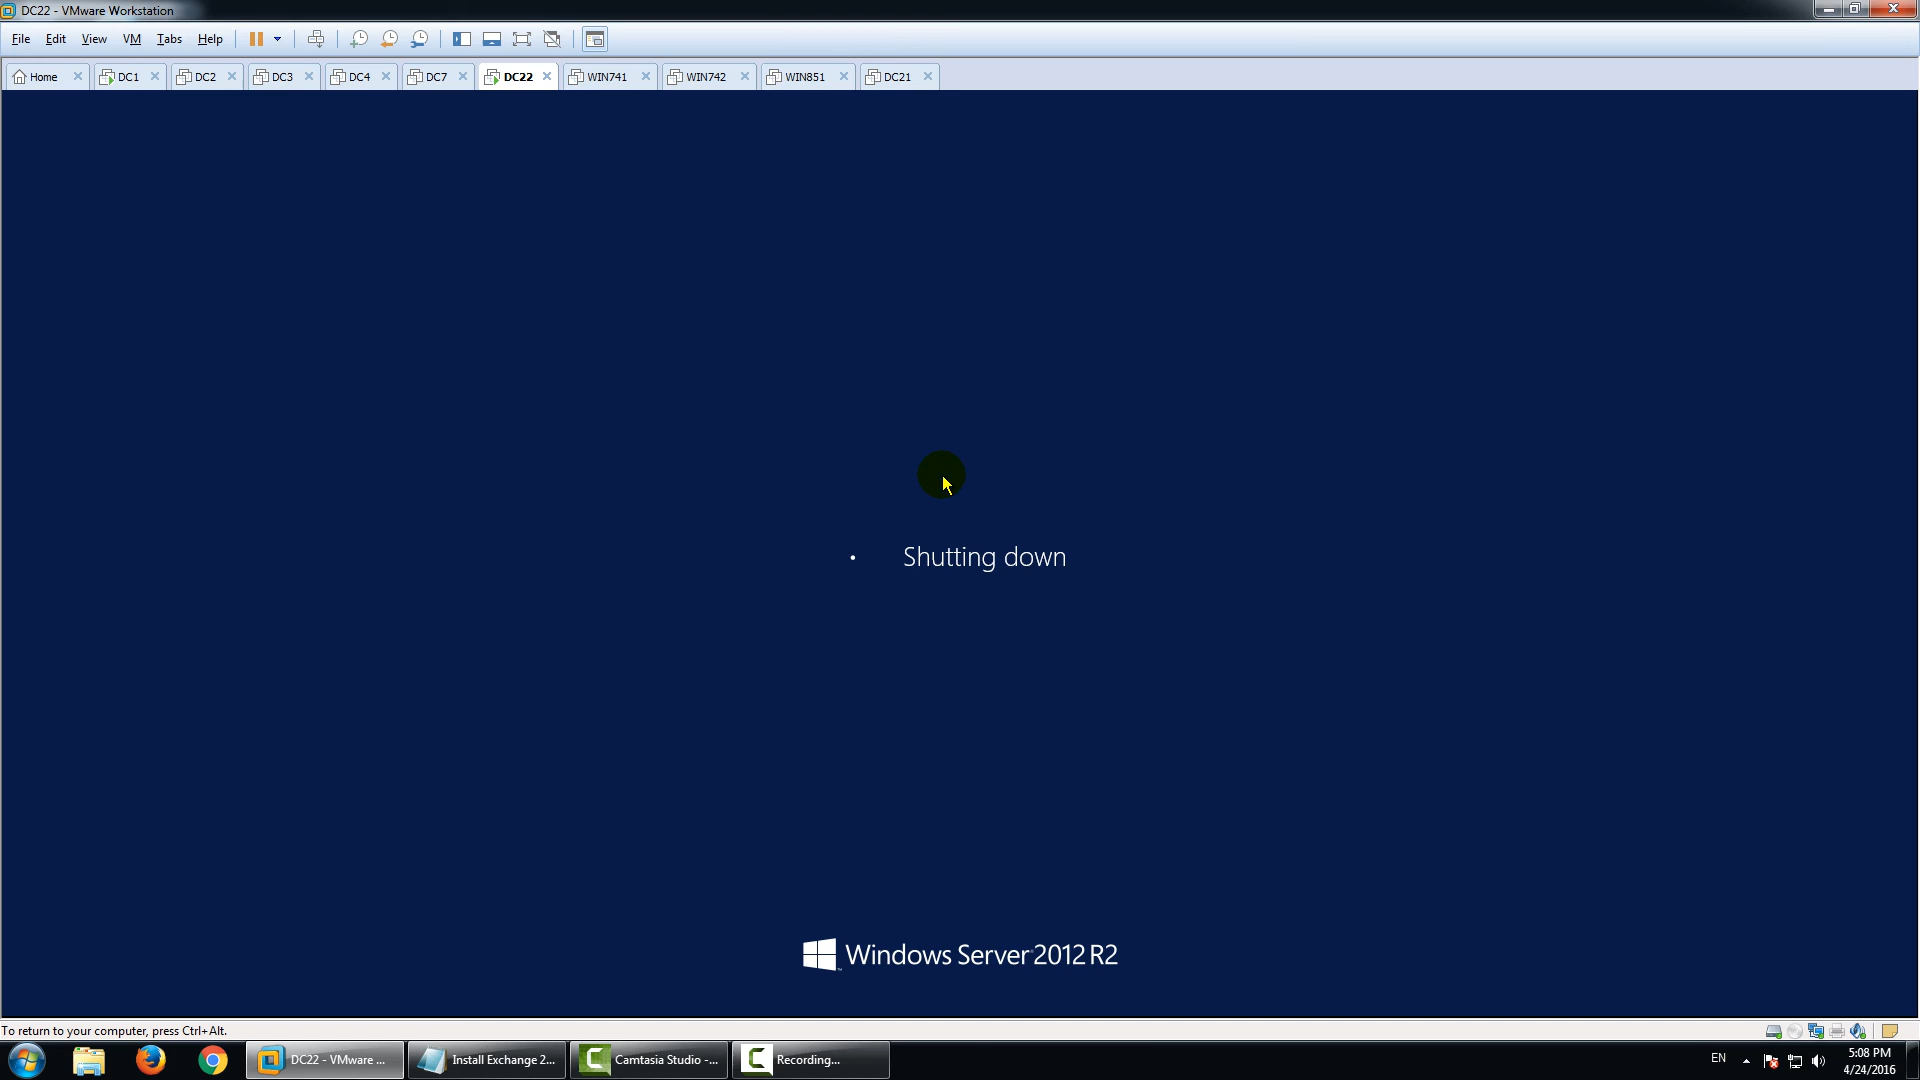 DC22 - VMware Workstation
File Edit View VM Tabs Help
Home DC1 DC2 DC3 DC4 DC7 DC22 WIN741 WIN742 WIN851 DC21
Shutting down
Windows Server 2012 R2
To return to your computer, press Ctrl+Alt.
DC22 - VMware ... Install Exchange 2... Camtasia Studio -... Recording... EN 5:08 PM
4/24/2016